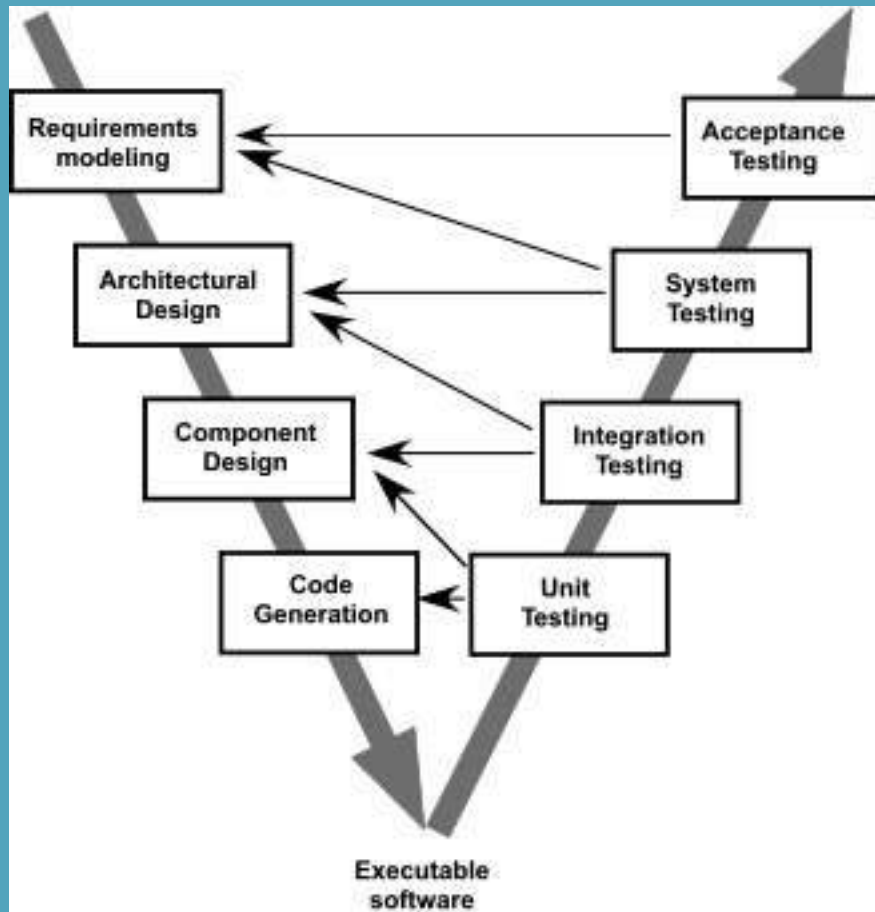 Requirements
modeling
Acceptance
Testing
Architectural
Design
System
Testing
Component
Design
Integration
Testing
Code
Generation
Unit
Testing
Executable
software